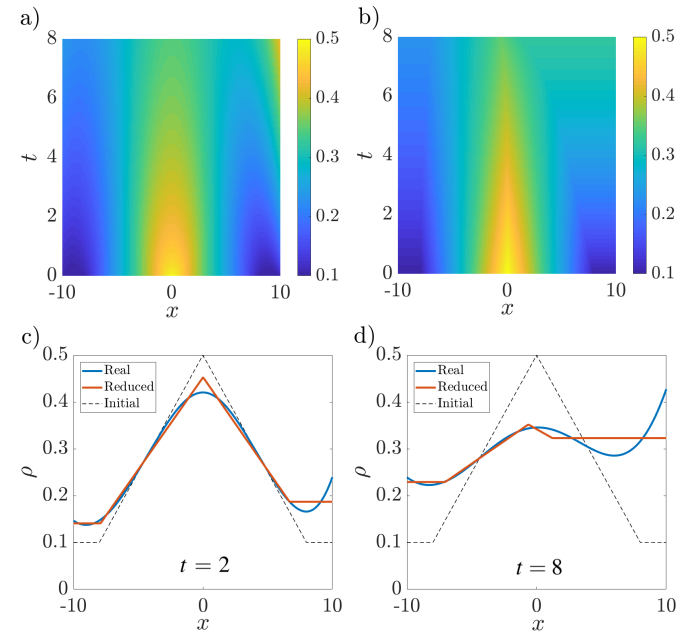 a)
b)
8
6
4
2
0
t
-10
0
10
x
0.5
0.4
0.3
0.2
0.1
8
6
4
2
0
t
-10
0
10
x
0.5
0.4
0.3
0.2
0.1
c)
d)
0.5
0.4
0.3
0.2
0.1
0
ρ
Real
Reduced
Initial
t = 2
-10
0
10
x
0.5
0.4
0.3
0.2
0.1
0
ρ
Real
Reduced
Initial
t = 8
-10
0
10
x